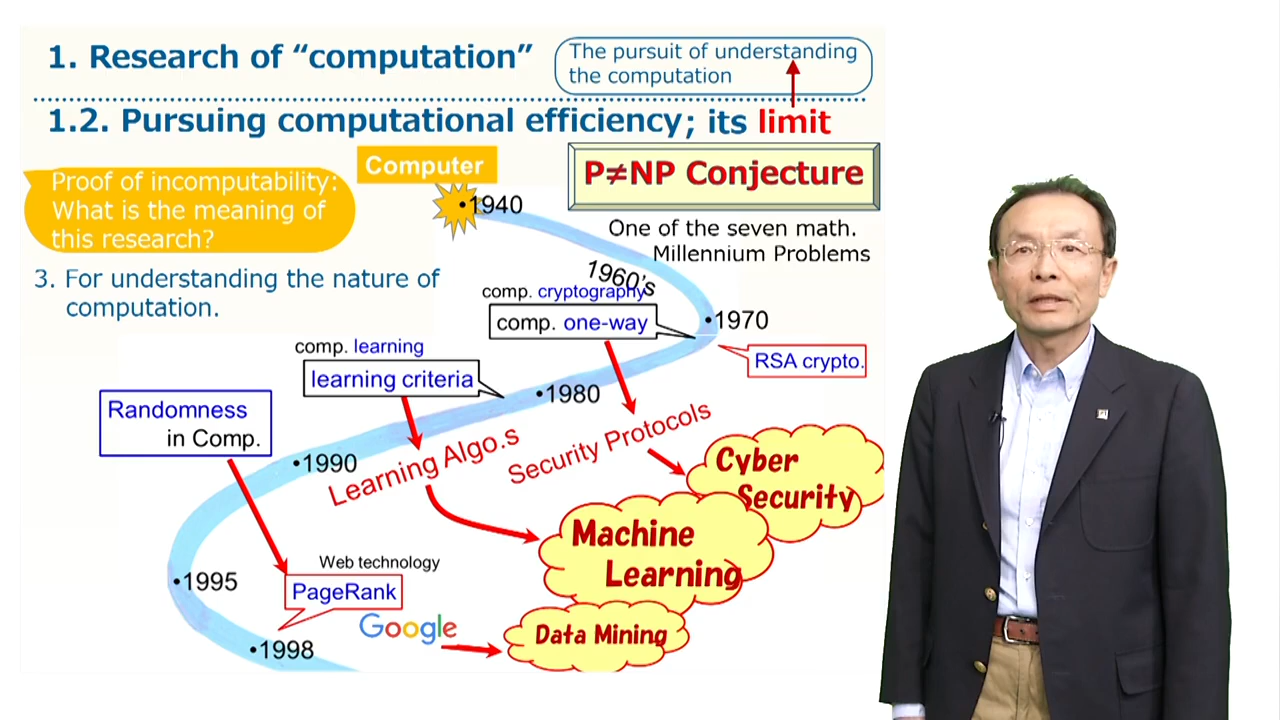 1. Research of “computation”
The pursuit of understanding
the computation
1.2. Pursuing computational efficiency; its limit
Computer
P≠NP Conjecture
Proof of incomputability:
What is the meaning of
this research?
•1940
One of the seven math.
Millennium Problems
3. For understanding the nature of
computation.
1960's
comp. cryptography
comp. one-way
•1970
RSA crypto.
comp. learning
learning criteria
•1980
Randomness
in Comp.
•1990
Learning Algo.s
Security Protocols
Cyber
Security
Machine
Learning
Web technology
•1995
PageRank
Google
Data Mining
•1998